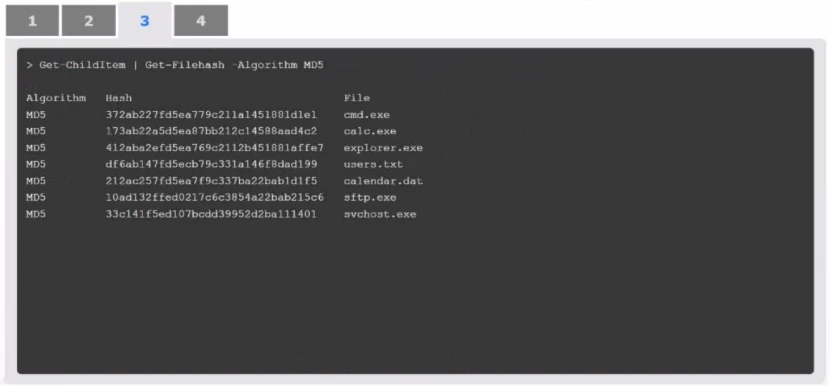 1 2 3 4
> Get-ChildItem | Get-Filehash -Algorithm MD5
Algorithm Hash File
MD5 372ab227fd5ea779c211a1451881d1e1 cmd.exe
MD5 173ab22a5d5ea87bb212c14588aad4c2 calc.exe
MD5 412aba2efd5ea769c2112b451881affe7 explorer.exe
MD5 df6ab147fd5ecb79c331a146f8dad199 users.txt
MD5 212ac257fd5ea7f9c337ba22bab1d1f5 calendar.dat
MD5 10ad132ffed0217c6c3854a22bab215c6 sftp.exe
MD5 33c141f5ed107bcdd39952d2ba111401 svchost.exe